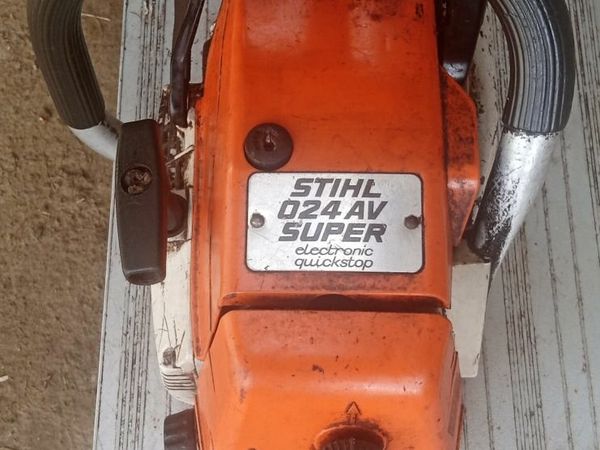 STIHL
024 AV
SUPER
electronic
quickstop